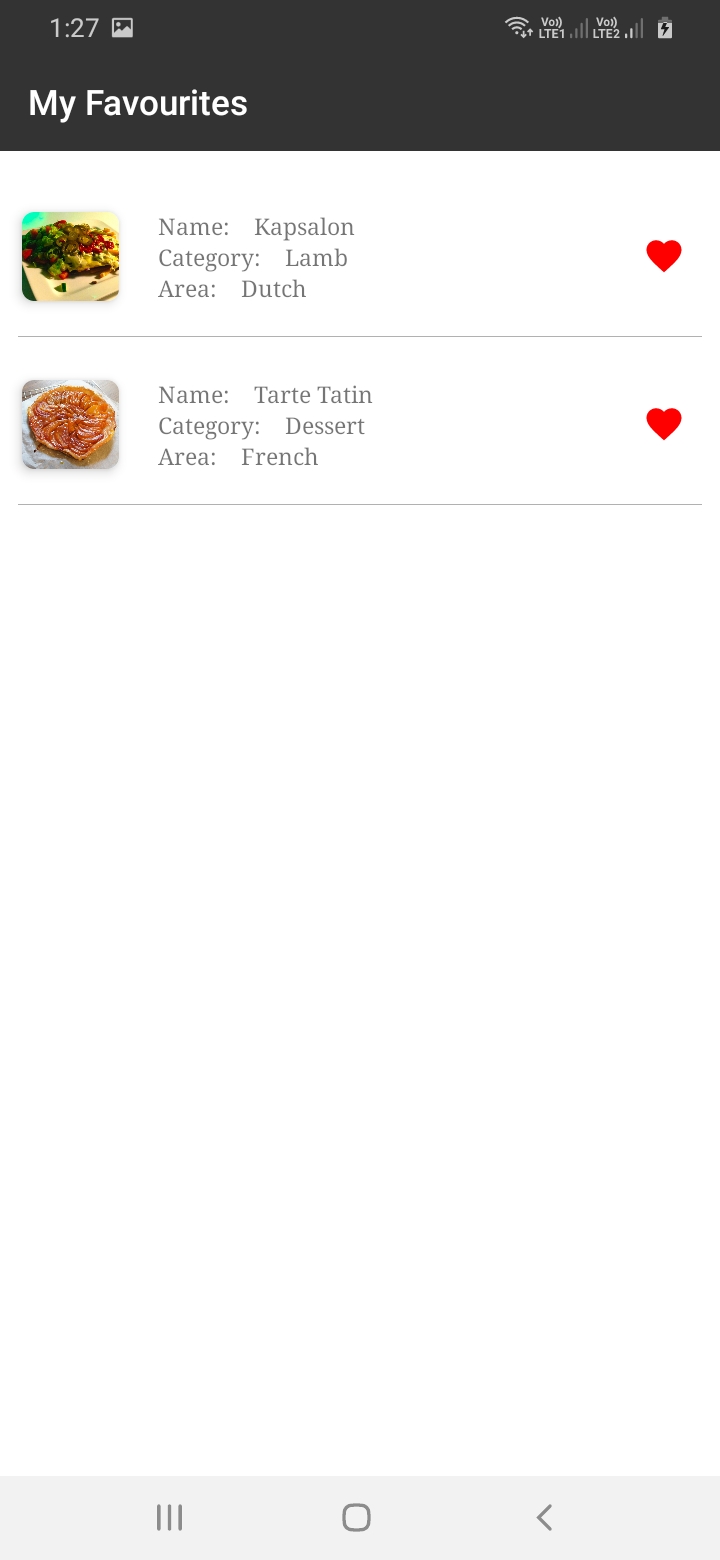 1:27 Vo)) LTE1 Vo)) LTE2
My Favourites
Name: Kapsalon
Category: Lamb
Area: Dutch
Name: Tarte Tatin
Category: Dessert
Area: French